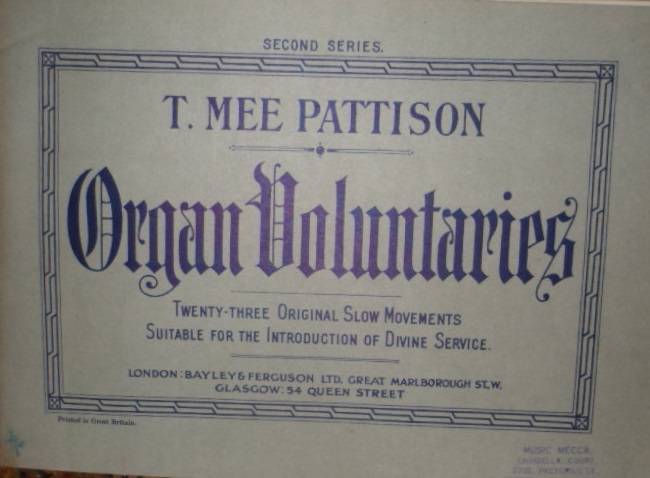 SECOND SERIES.
T. MEE PATTISON
Organ Voluntaries
TWENTY-THREE ORIGINAL SLOW MOVEMENTS
SUITABLE FOR THE INTRODUCTION OF DIVINE SERVICE.
LONDON: BAYLEY & FERGUSON LTD. GREAT MARLBOROUGH ST, W.
GLASGOW: 54 QUEEN STREET
Printed in Great Britain.
MUSIC MECCA